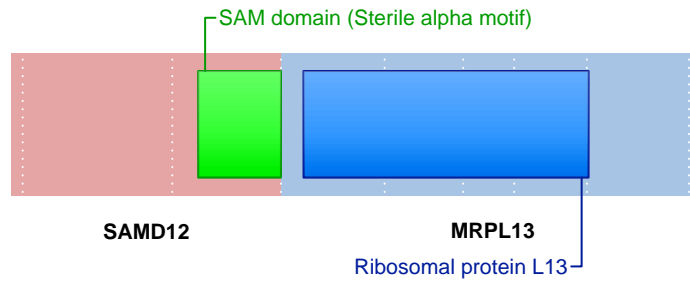 SAM domain (Sterile alpha motif)
SAMD12
MRPL13
Ribosomal protein L13